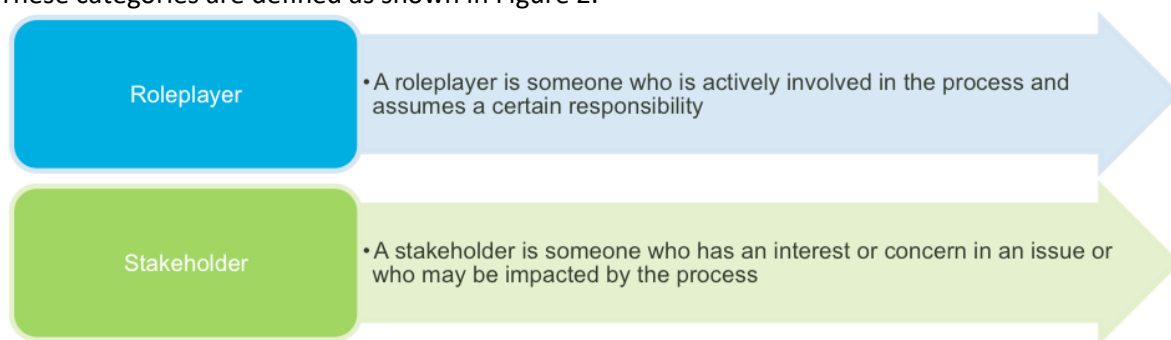 These categories are defined as shown in Figure 2.
Roleplayer
• A roleplayer is someone who is actively involved in the process and
assumes a certain responsibility
Stakeholder
• A stakeholder is someone who has an interest or concern in an issue or
who may be impacted by the process